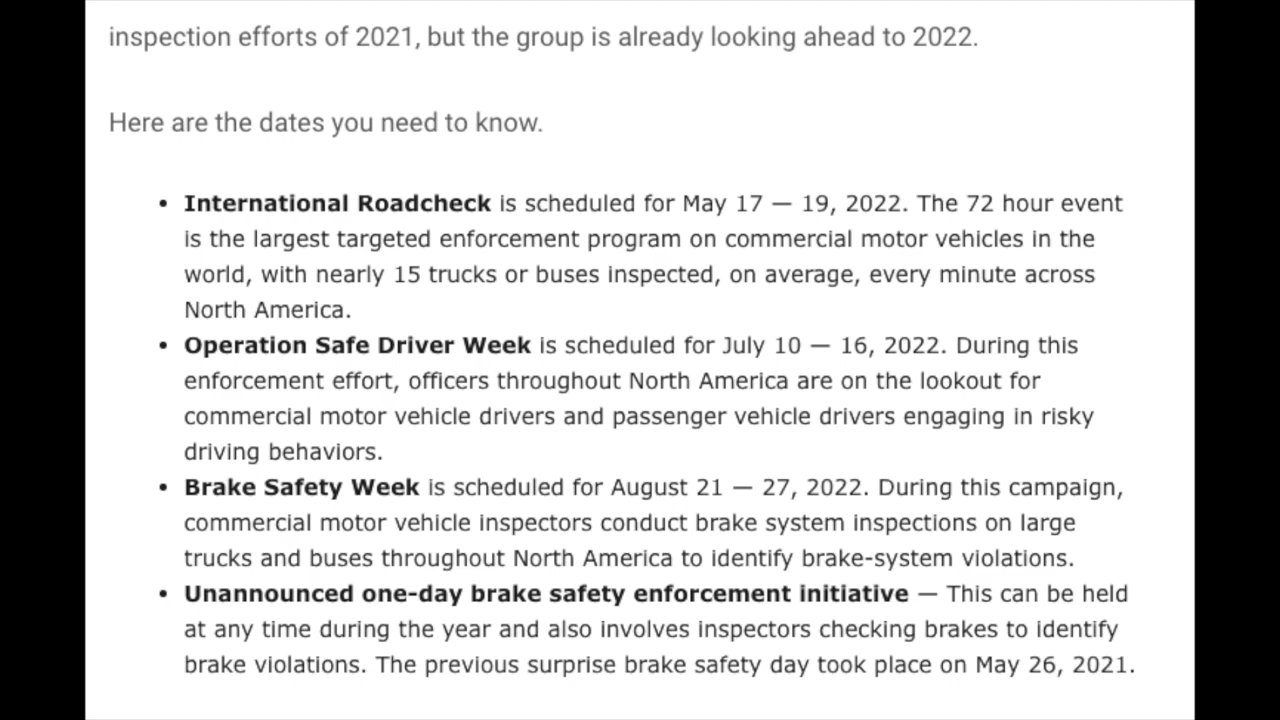 inspection efforts of 2021, but the group is already looking ahead to 2022.
Here are the dates you need to know.
• International Roadcheck is scheduled for May 17 — 19, 2022. The 72 hour event
is the largest targeted enforcement program on commercial motor vehicles in the
world, with nearly 15 trucks or buses inspected, on average, every minute across
North America.
• Operation Safe Driver Week is scheduled for July 10 — 16, 2022. During this
enforcement effort, officers throughout North America are on the lookout for
commercial motor vehicle drivers and passenger vehicle drivers engaging in risky
driving behaviors.
• Brake Safety Week is scheduled for August 21 — 27, 2022. During this campaign,
commercial motor vehicle inspectors conduct brake system inspections on large
trucks and buses throughout North America to identify brake-system violations.
• Unannounced one-day brake safety enforcement initiative — This can be held
at any time during the year and also involves inspectors checking brakes to identify
brake violations. The previous surprise brake safety day took place on May 26, 2021.